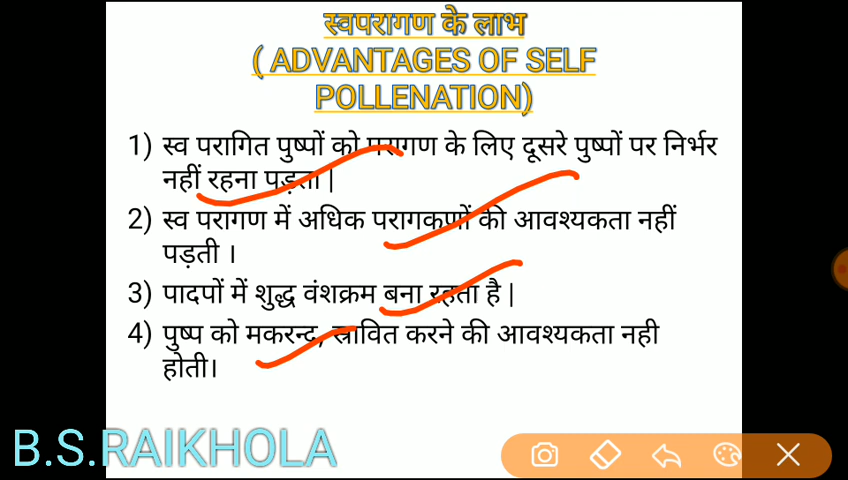 स्वपरागण के लाभ
( ADVANTAGES OF SELF
POLLENATION)
1) स्व परागित पुष्पों को परागण के लिए दूसरे पुष्पों पर निर्भर
नहीं रहना पड़ता |
2) स्व परागण में अधिक परागकणों की आवश्यकता नहीं
पड़ती ।
3) पादपों में शुद्ध वंशक्रम बना रहता है |
4) पुष्प को मकरन्द, स्रावित करने की आवश्यकता नही
होती।
B.S.RAIKHOLA